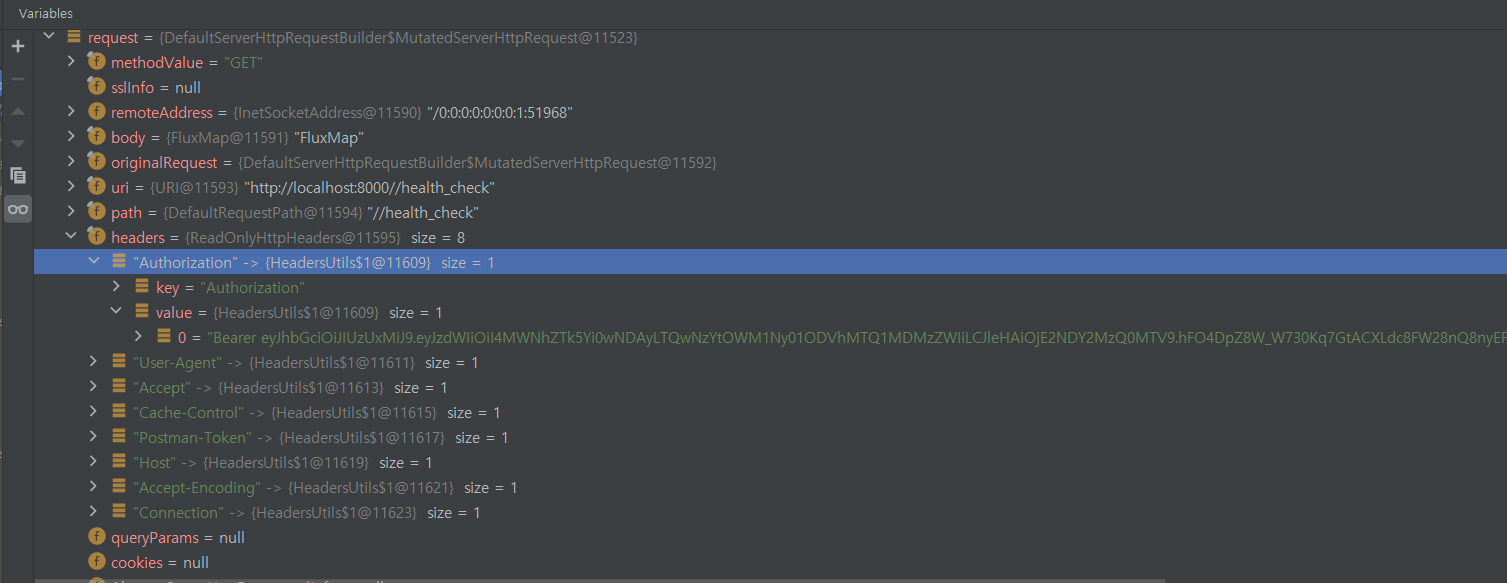 Variables
request = {DefaultServerHttpRequestBuilder$MutatedServerHttpRequest@11523}
methodValue = "GET"
sslInfo = null
remoteAddress = {InetSocketAddress@11590} "/0:0:0:0:0:0:0:1:51968"
body = {FluxMap@11591} "FluxMap"
originalRequest = {DefaultServerHttpRequestBuilder$MutatedServerHttpRequest@11592}
uri = {URI@11593} "http://localhost:8000//health_check"
path = {DefaultRequestPath@11594} "//health_check"
headers = {ReadOnlyHttpHeaders@11595} size = 8
"Authorization" -> {HeadersUtils$1@11609} size = 1
key = "Authorization"
value = {HeadersUtils$1@11609} size = 1
0 = "Bearer
"User-Agent" -> {HeadersUtils$1@11611} size = 1
"Accept" -> {HeadersUtils$1@11613} size = 1
"Cache-Control" -> {HeadersUtils$1@11615} size = 1
"Postman-Token" -> {HeadersUtils$1@11617} size = 1
"Host" -> {HeadersUtils$1@11619} size = 1
"Accept-Encoding" -> {HeadersUtils$1@11621} size = 1
"Connection" -> {HeadersUtils$1@11623} size = 1
queryParams = null
cookies = null